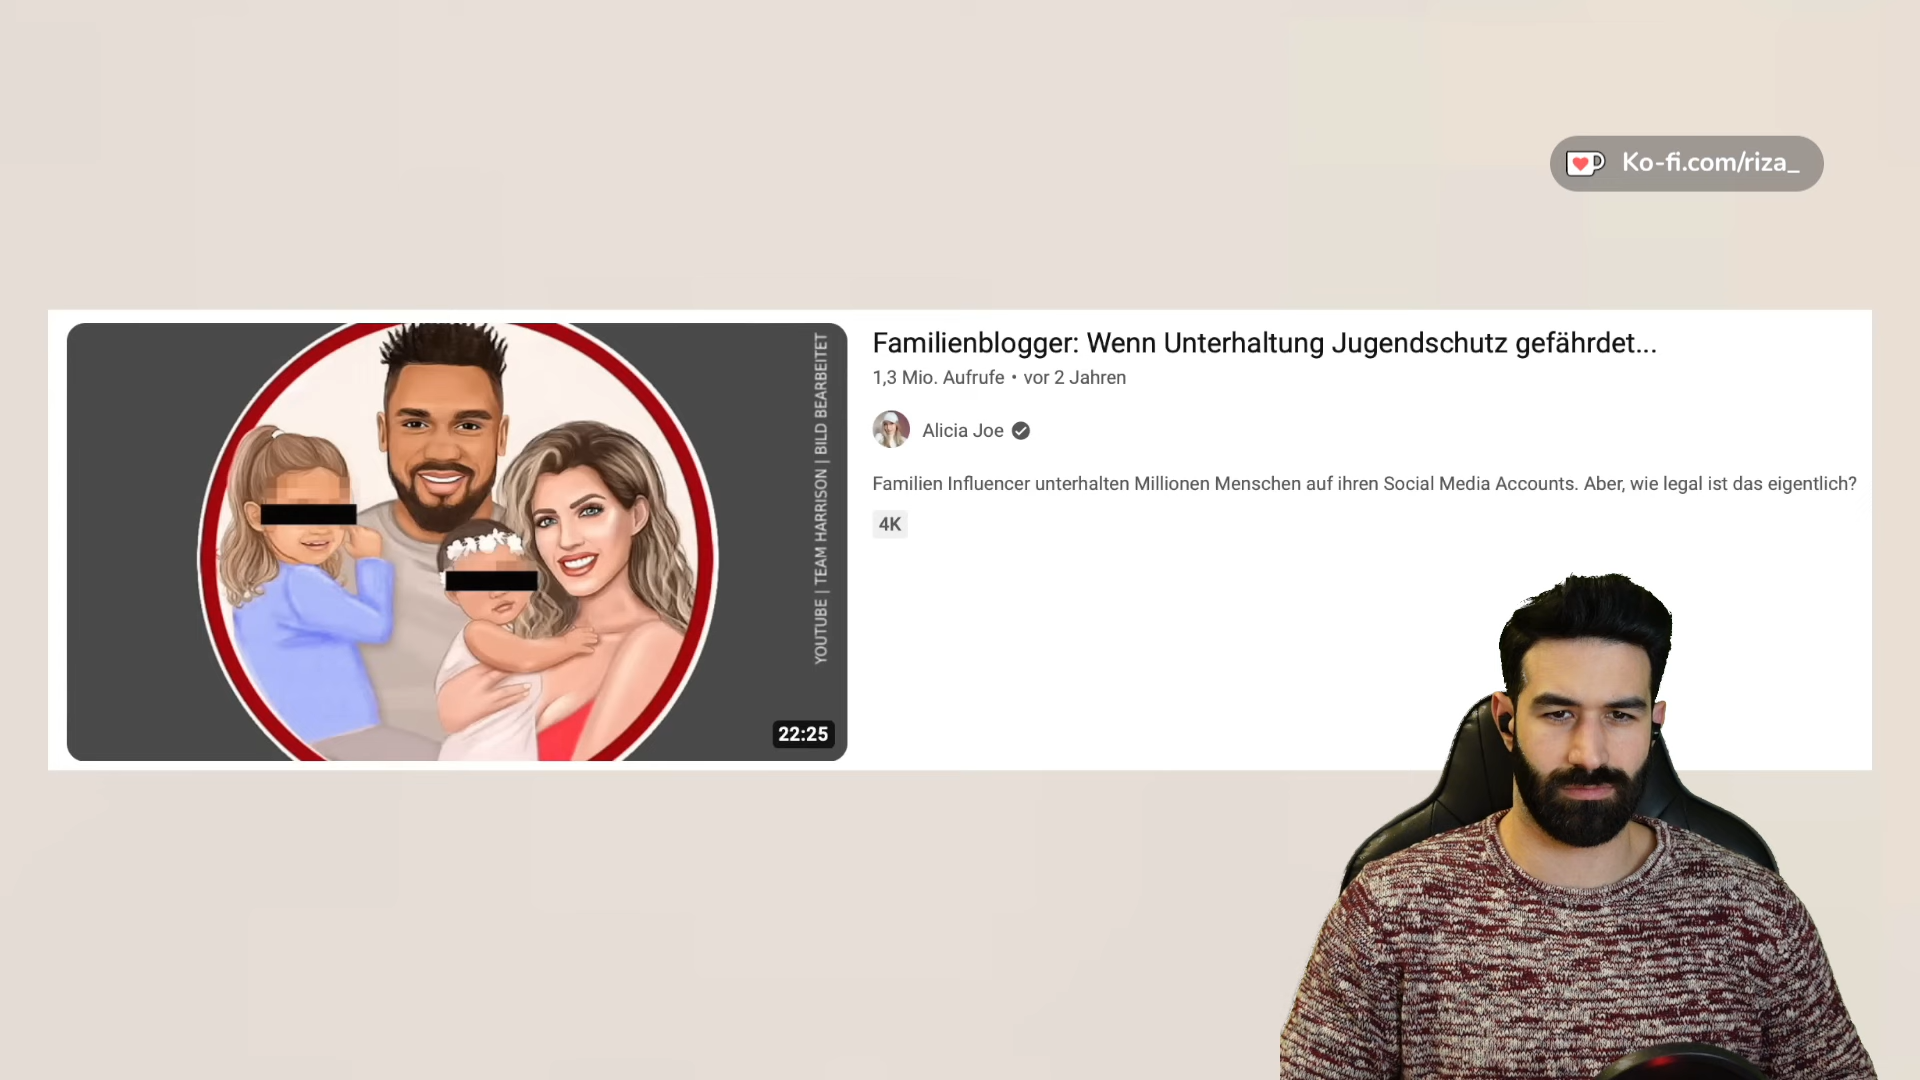 Ko-fi.com/riza_
YOUTUBE | TEAM HARRISON | BILD BEARBEITET
22:25
Familienblogger: Wenn Unterhaltung Jugendschutz gefährdet...
1,3 Mio. Aufrufe • vor 2 Jahren
Alicia Joe
Familien Influencer unterhalten Millionen Menschen auf ihren Social Media Accounts. Aber, wie legal ist das eigentlich?
4K